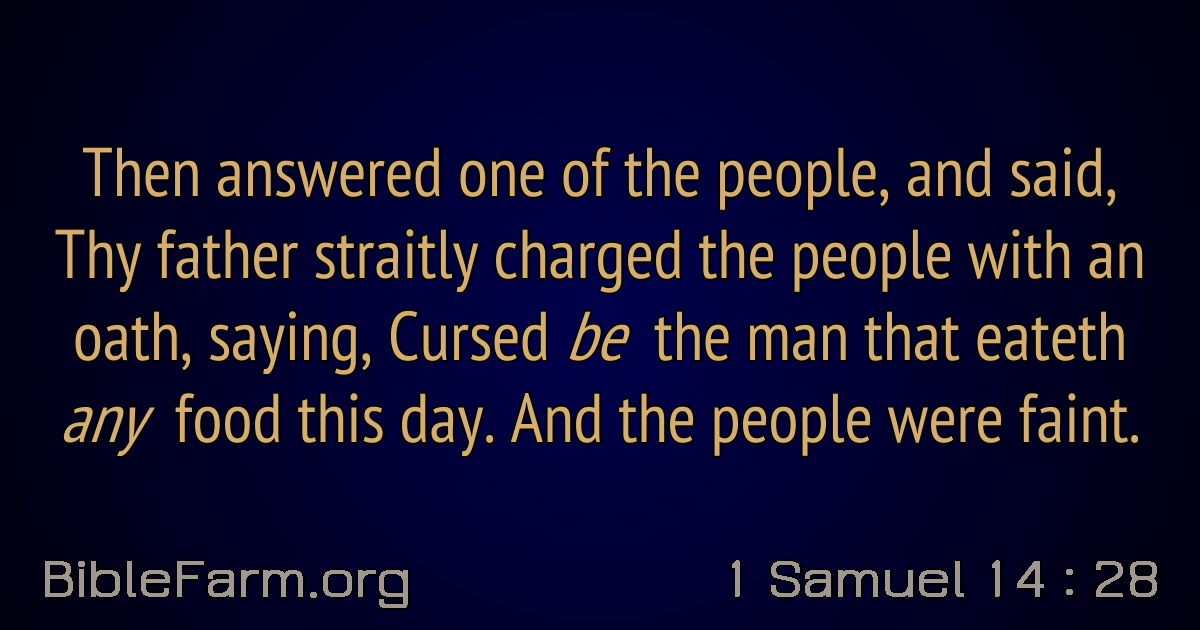 Then answered one of the people, and said,
Thy father straitly charged the people with an
oath, saying, Cursed be the man that eateth
any food this day. And the people were faint.
BibleFarm.org
1 Samuel 14 : 28